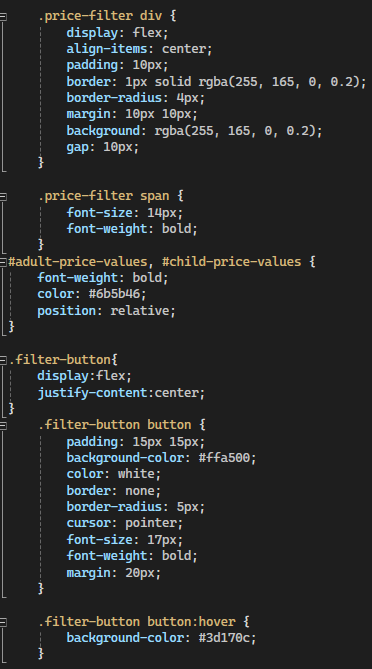 .price-filter div {
display: flex;
align-items: center;
padding: 10px;
border: 1px solid rgba(255, 165, 0, 0.2);
border-radius: 4px;
margin: 10px 10px;
background: rgba(255, 165, 0, 0.2);
gap: 10px;
}
.price-filter span {
font-size: 14px;
font-weight: bold;
}
#adult-price-values, #child-price-values {
font-weight: bold;
color: #6b5b46;
position: relative;
}
.filter-button{
display:flex;
justify-content:center;
}
.filter-button button {
padding: 15px 15px;
background-color: #ffa500;
color: white;
border: none;
border-radius: 5px;
cursor: pointer;
font-size: 17px;
font-weight: bold;
margin: 20px;
}
.filter-button button:hover {
background-color: #3d170c;
}